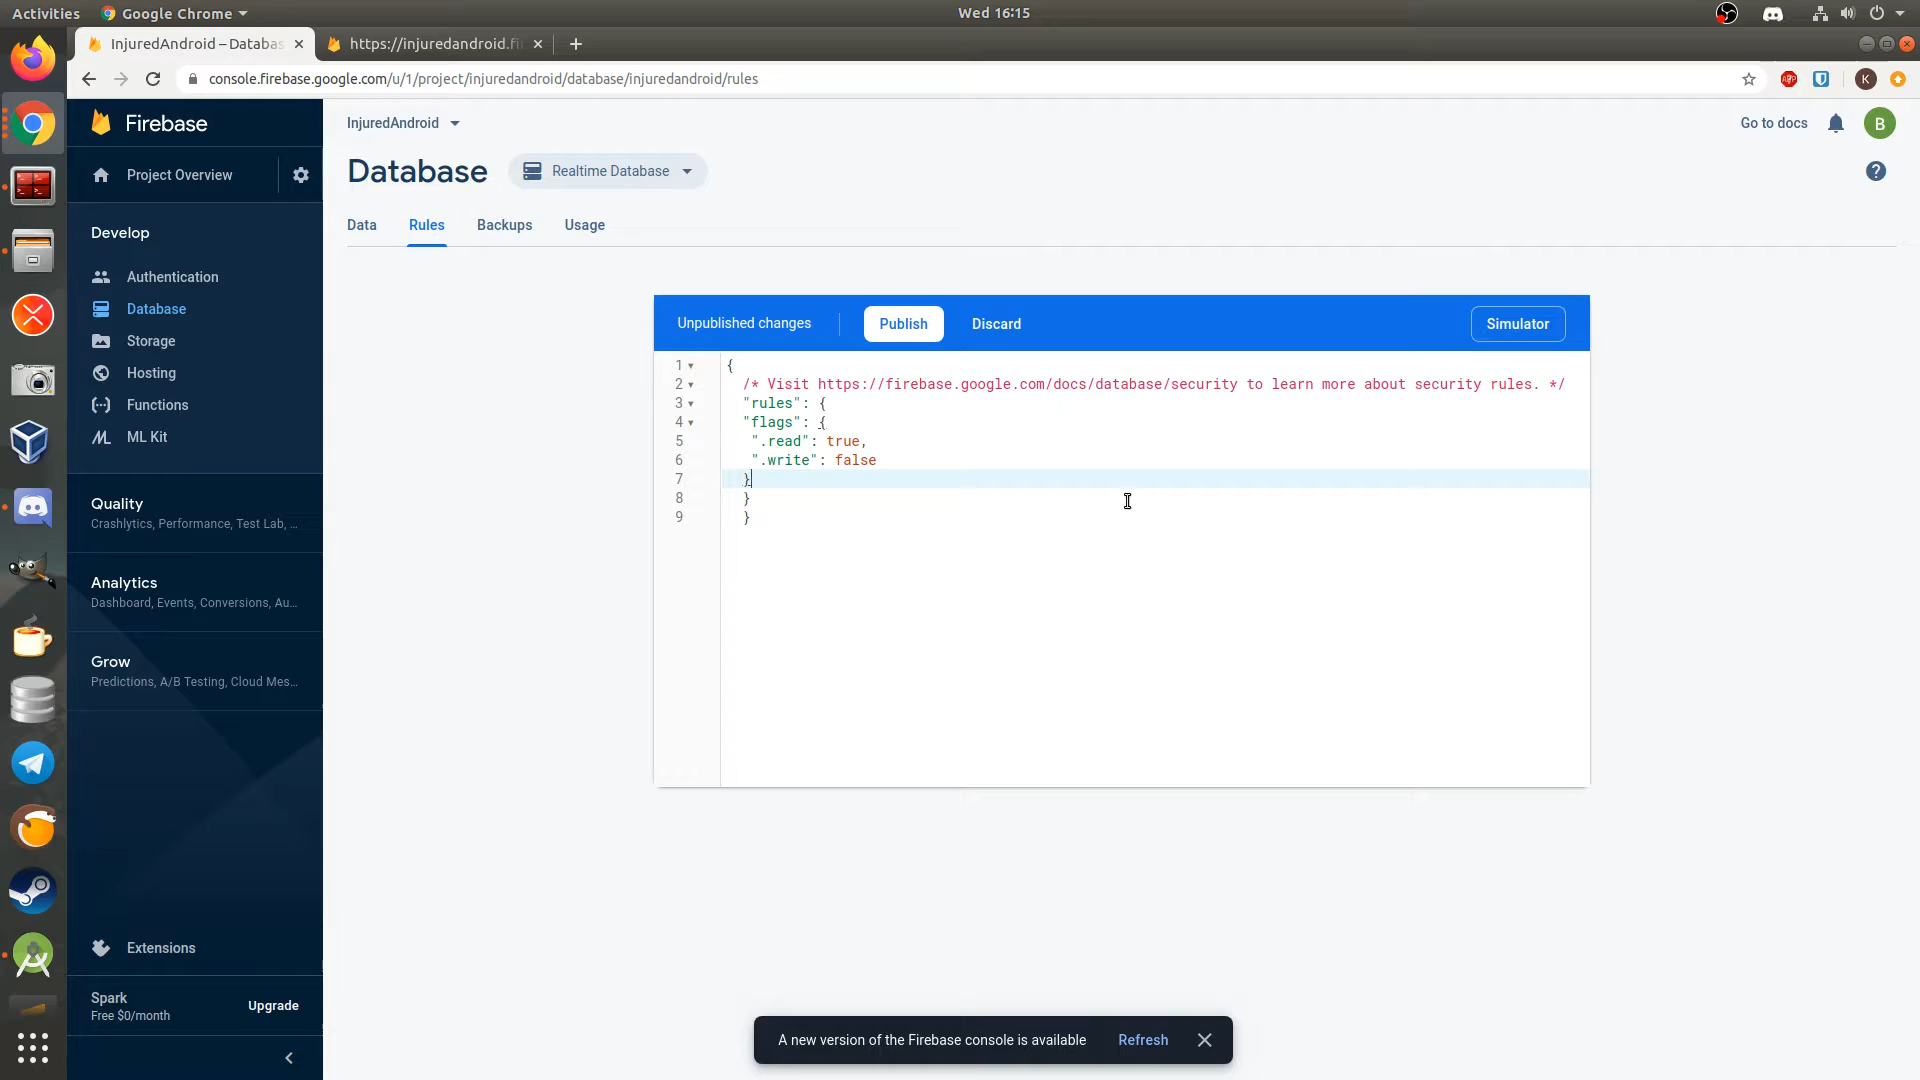 Activities
Google Chrome
Wed 16:15
InjuredAndroid – Databas
https://injuredandroid.fi
console.firebase.google.com/u/1/project/injuredandroid/database/injuredandroid/rules
ABP
K
Firebase
Project Overview
Develop
Authentication
Database
Storage
Hosting
Functions
ML Kit
Quality
Crashlytics, Performance, Test Lab, ...
Analytics
Dashboard, Events, Conversions, Au...
Grow
Predictions, A/B Testing, Cloud Mes...
Extensions
Spark
Free $0/month
Upgrade
InjuredAndroid
Go to docs
B
Database
Realtime Database
Data
Rules
Backups
Usage
Unpublished changes
Publish
Discard
Simulator
1 {
2 /* Visit https://firebase.google.com/docs/database/security to learn more about security rules. */
3 "rules": {
4 "flags": {
5 ".read": true,
6 ".write": false
7 }
8 }
9 }
A new version of the Firebase console is available
Refresh